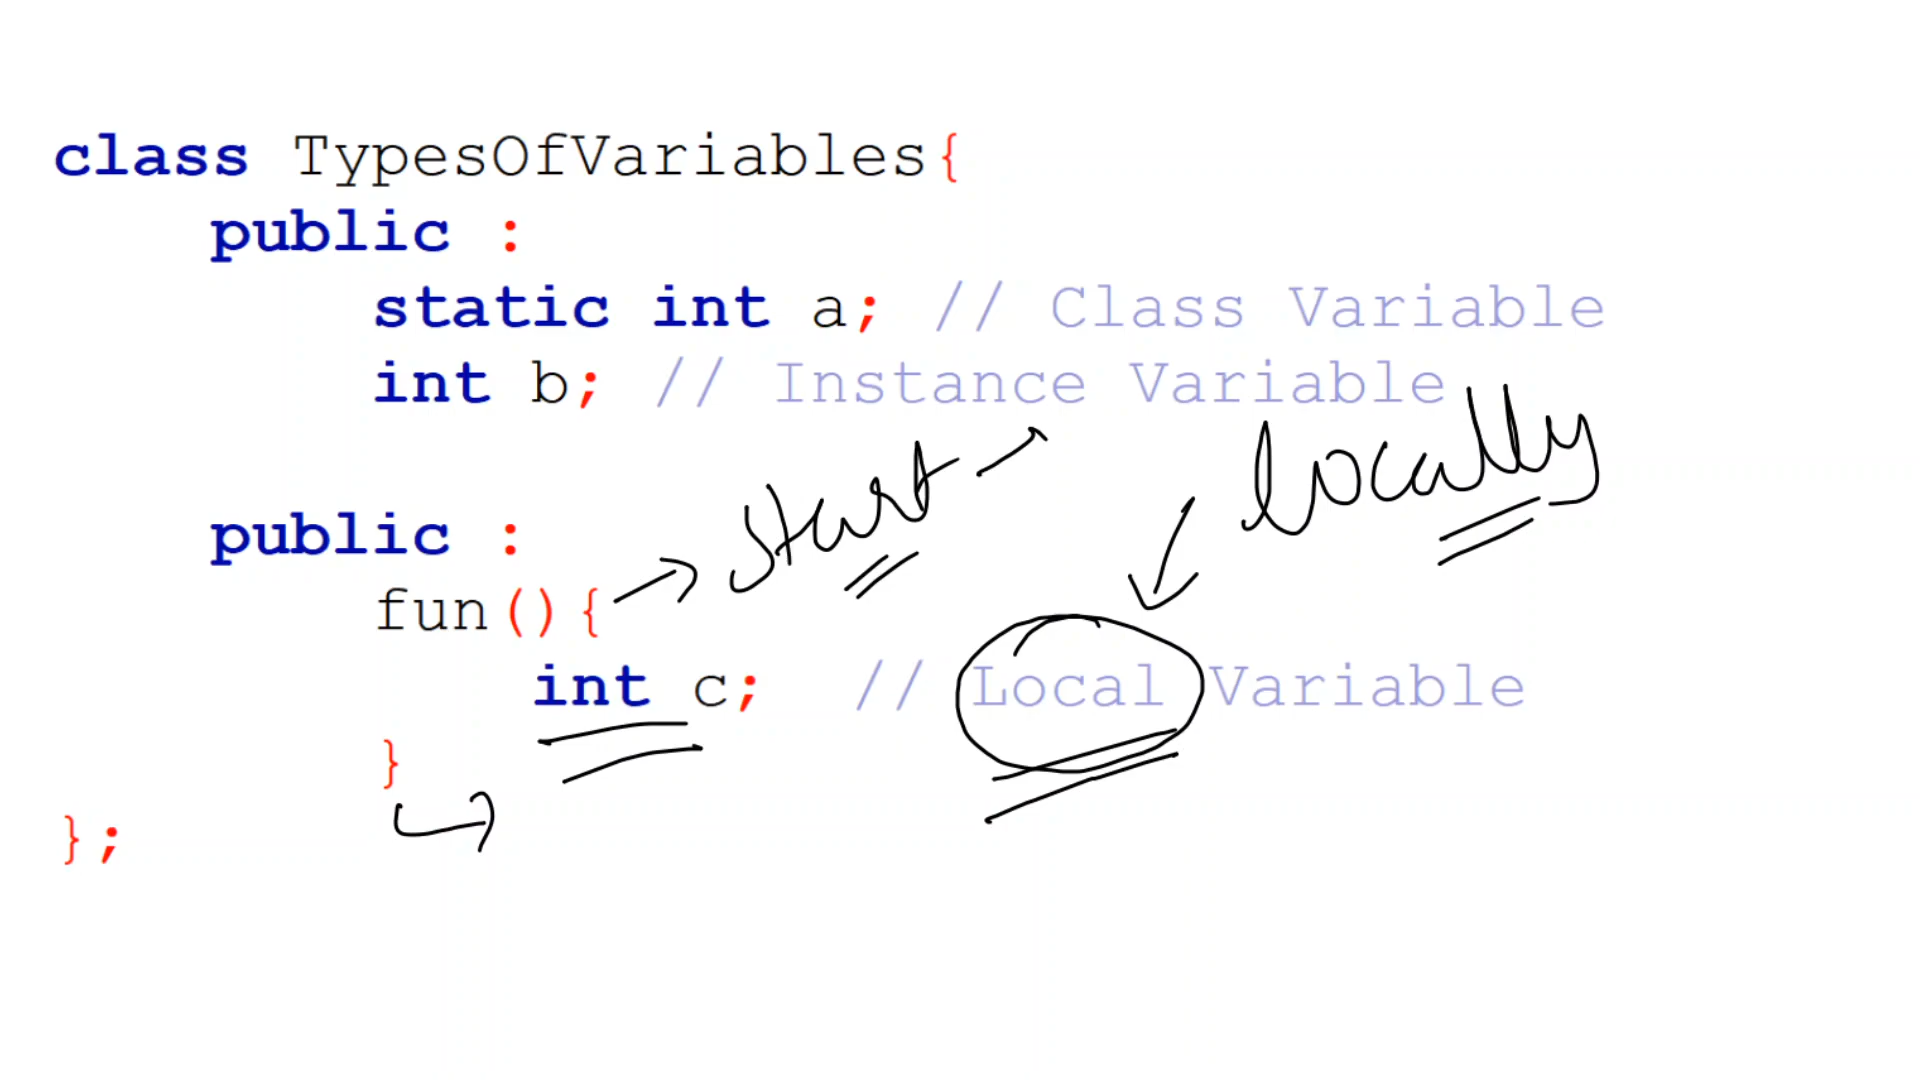 class TypesOfVariables{
public :
static int a; // Class Variable
int b; // Instance Variable
locally
start
public :
fun(){
int c; // Local Variable
}
};